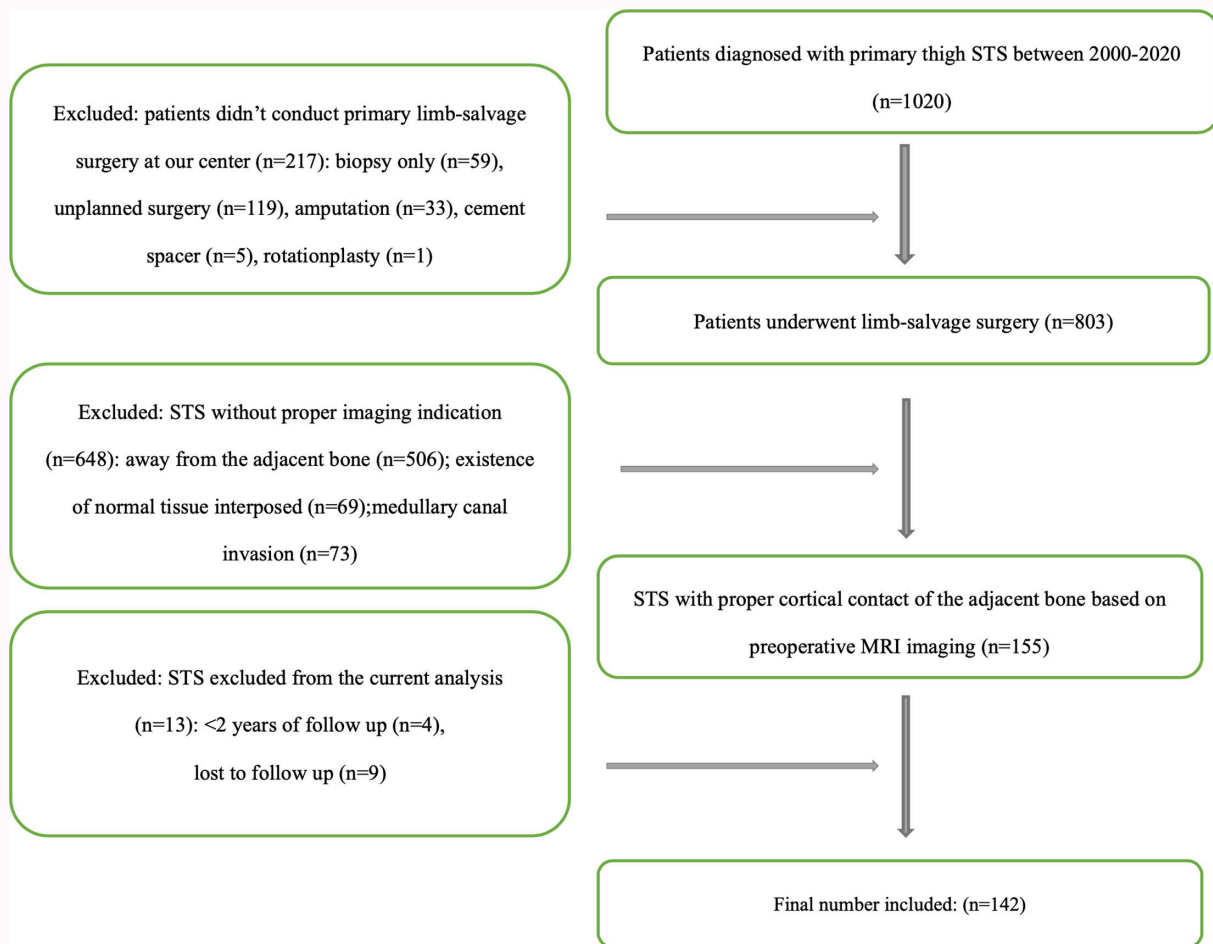 Patients diagnosed with primary thigh STS between 2000-2020
(n=1020)
Excluded: patients didn’t conduct primary limb-salvage
surgery at our center (n=217): biopsy only (n=59),
unplanned surgery (n=119), amputation (n=33), cement
spacer (n=5), rotationplasty (n=1)
Patients underwent limb-salvage surgery (n=803)
Excluded: STS without proper imaging indication
(n=648): away from the adjacent bone (n=506); existence
of normal tissue interposed (n=69);medullary canal
invasion (n=73)
STS with proper cortical contact of the adjacent bone based on
preoperative MRI imaging (n=155)
Excluded: STS excluded from the current analysis
(n=13): <2 years of follow up (n=4),
lost to follow up (n=9)
Final number included: (n=142)